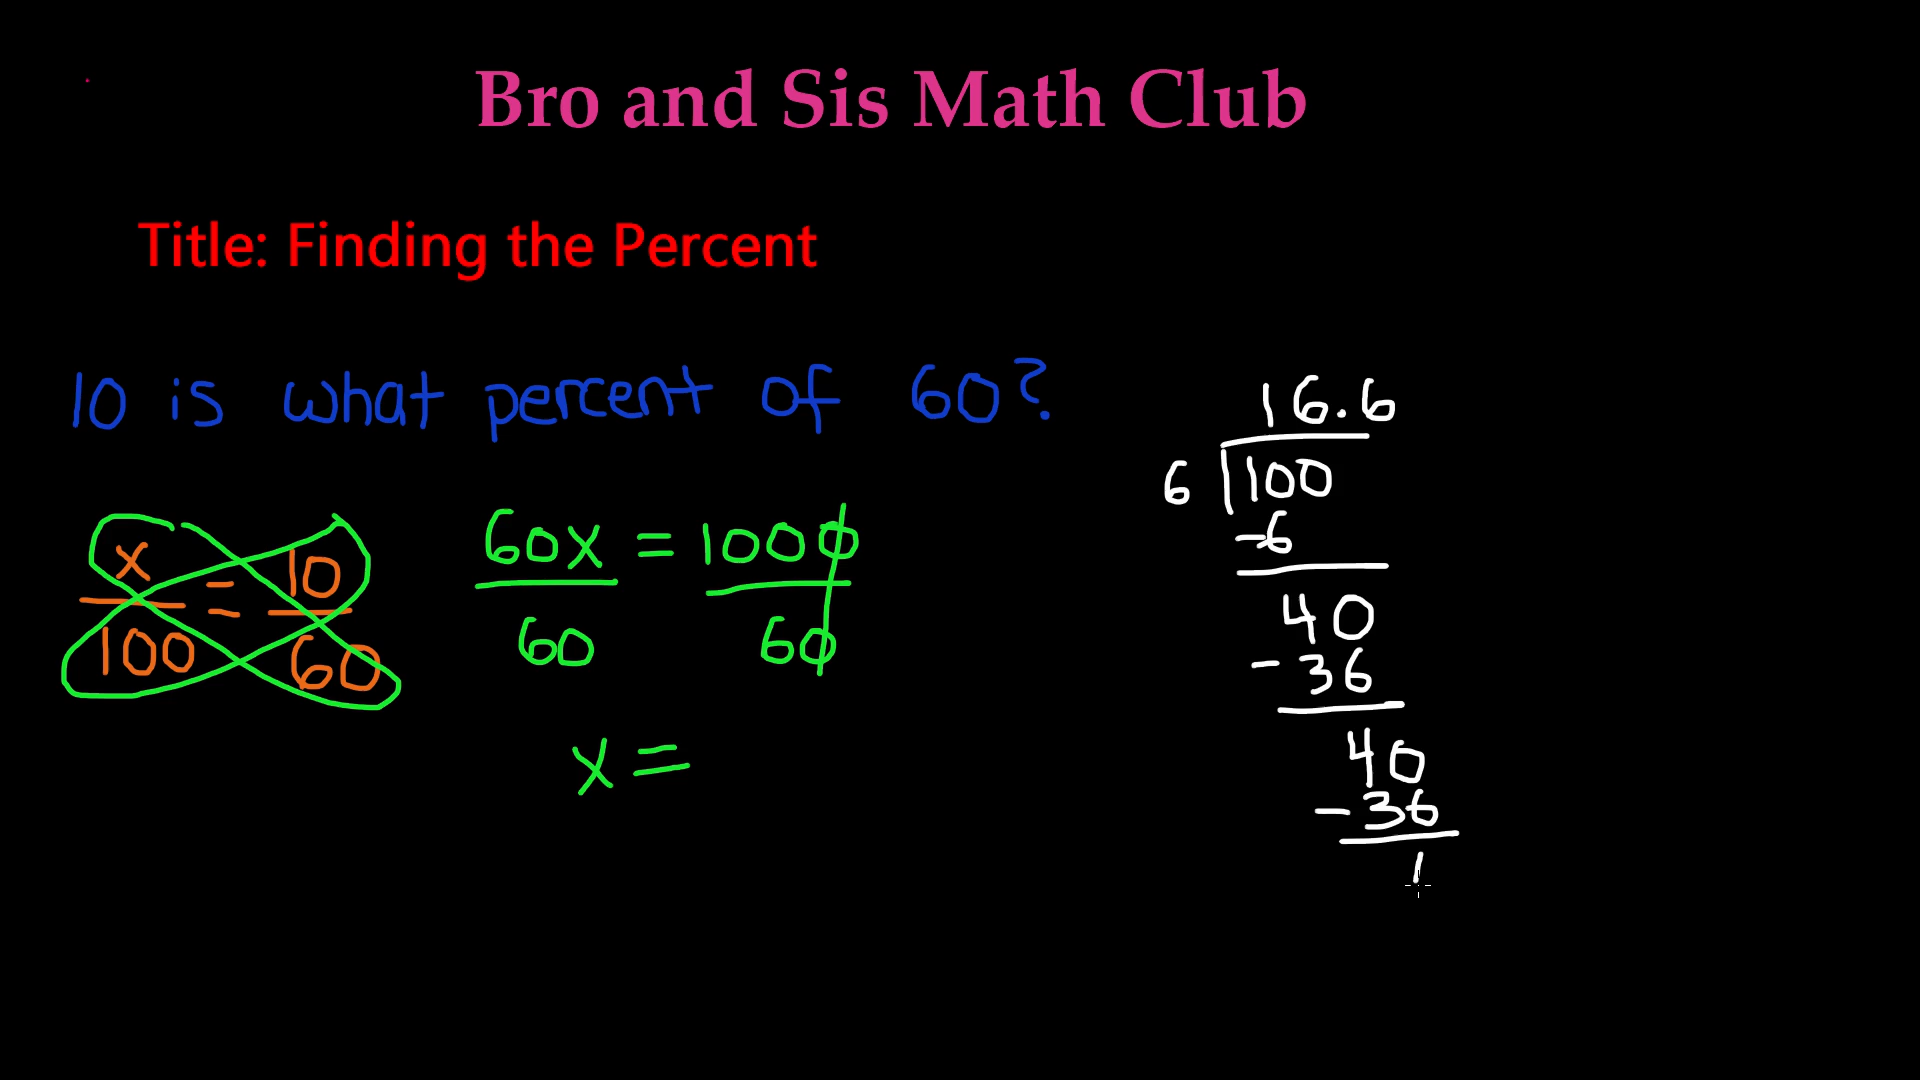 Bro and Sis Math Club
Title: Finding the Percent
10 is what percent of 60?
x = 10
100 60
60x = 1000
60 60
x =
16.6
6 100
-6
40
- 36
40
- 36